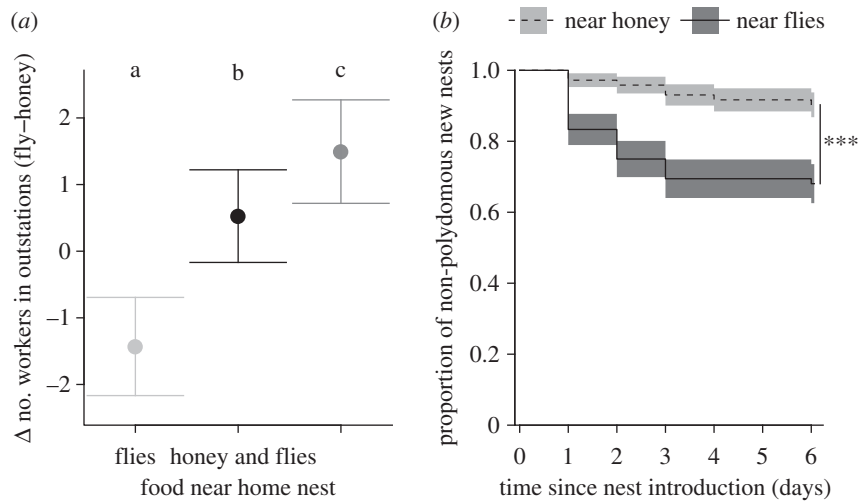 (a)
a
b
c
Δ no. workers in outstations (fly–honey)
2
1
0
–1
–2
flies honey and flies
food near home nest
(b)
near honey
near flies
proportion of non-polydomous new nests
1.0
0.8
0.6
0.4
0.2
0
***
0 1 2 3 4 5 6
time since nest introduction (days)